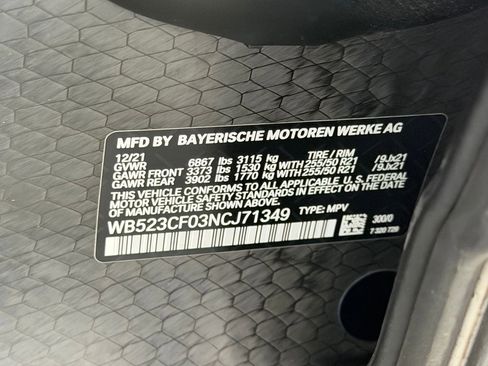 MFD BY BAYERISCHE MOTOREN WERKE AG
12/21 TIRE / RIM
GVWR 6867 lbs 3115 kg
GAWR FRONT 3373 lbs 1530 kg WITH 255/50 R21 /9Jx21
GAWR REAR 3902 lbs 1770 kg WITH 255/50 R21 /9Jx21
THIS VEHICLE CONFORMS TO ALL APPLICABLE U.S. FEDERAL
MOTOR VEHICLE SAFETY STANDARDS IN EFFECT ON THE DATE
OF MANUFACTURE SHOWN ABOVE.
WB523CF03NCJ71349 TYPE: MPV
300/0
7 320 728